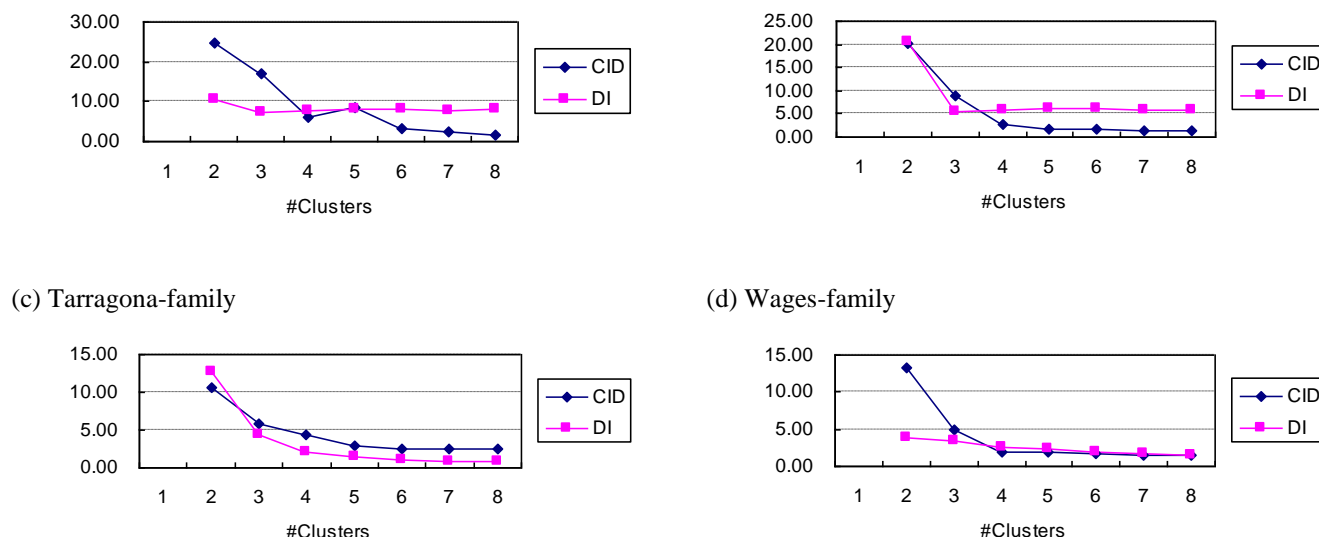 30.00
20.00
10.00
0.00
1 2 3 4 5 6 7 8
#Clusters
CID
DI
25.00
20.00
15.00
10.00
5.00
0.00
1 2 3 4 5 6 7 8
#Clusters
CID
DI
(c) Tarragona-family
15.00
10.00
5.00
0.00
1 2 3 4 5 6 7 8
#Clusters
CID
DI
(d) Wages-family
15.00
10.00
5.00
0.00
1 2 3 4 5 6 7 8
#Clusters
CID
DI